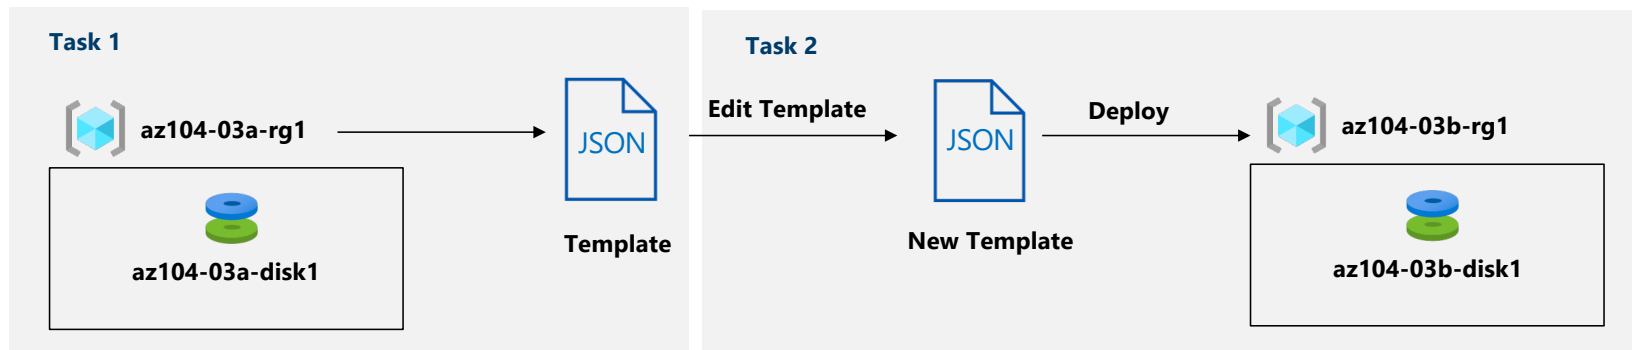 Task 1
az104-03a-rg1
JSON
Template
az104-03a-disk1
Task 2
Edit Template
JSON
New Template
Deploy
az104-03b-rg1
az104-03b-disk1